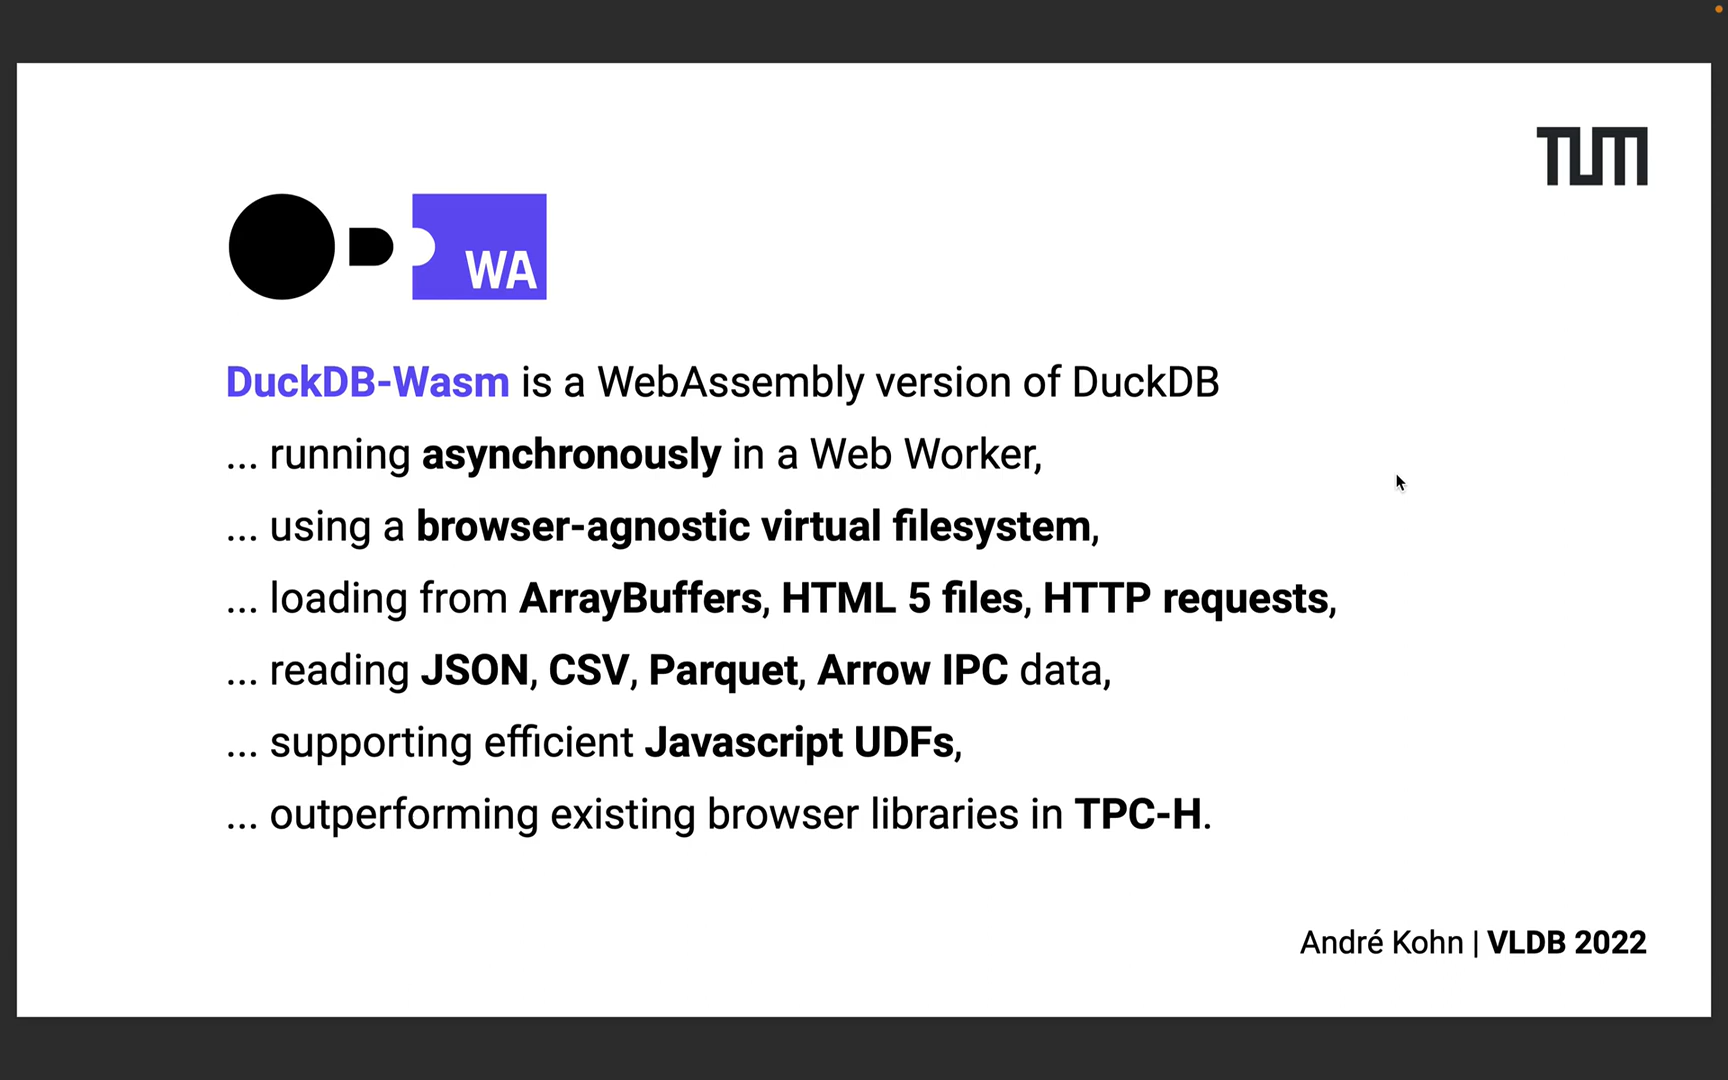 TUM
WA
DuckDB-Wasm is a WebAssembly version of DuckDB
... running asynchronously in a Web Worker,
... using a browser-agnostic virtual filesystem,
... loading from ArrayBuffers, HTML 5 files, HTTP requests,
... reading JSON, CSV, Parquet, Arrow IPC data,
... supporting efficient Javascript UDFs,
... outperforming existing browser libraries in TPC-H.
André Kohn | VLDB 2022